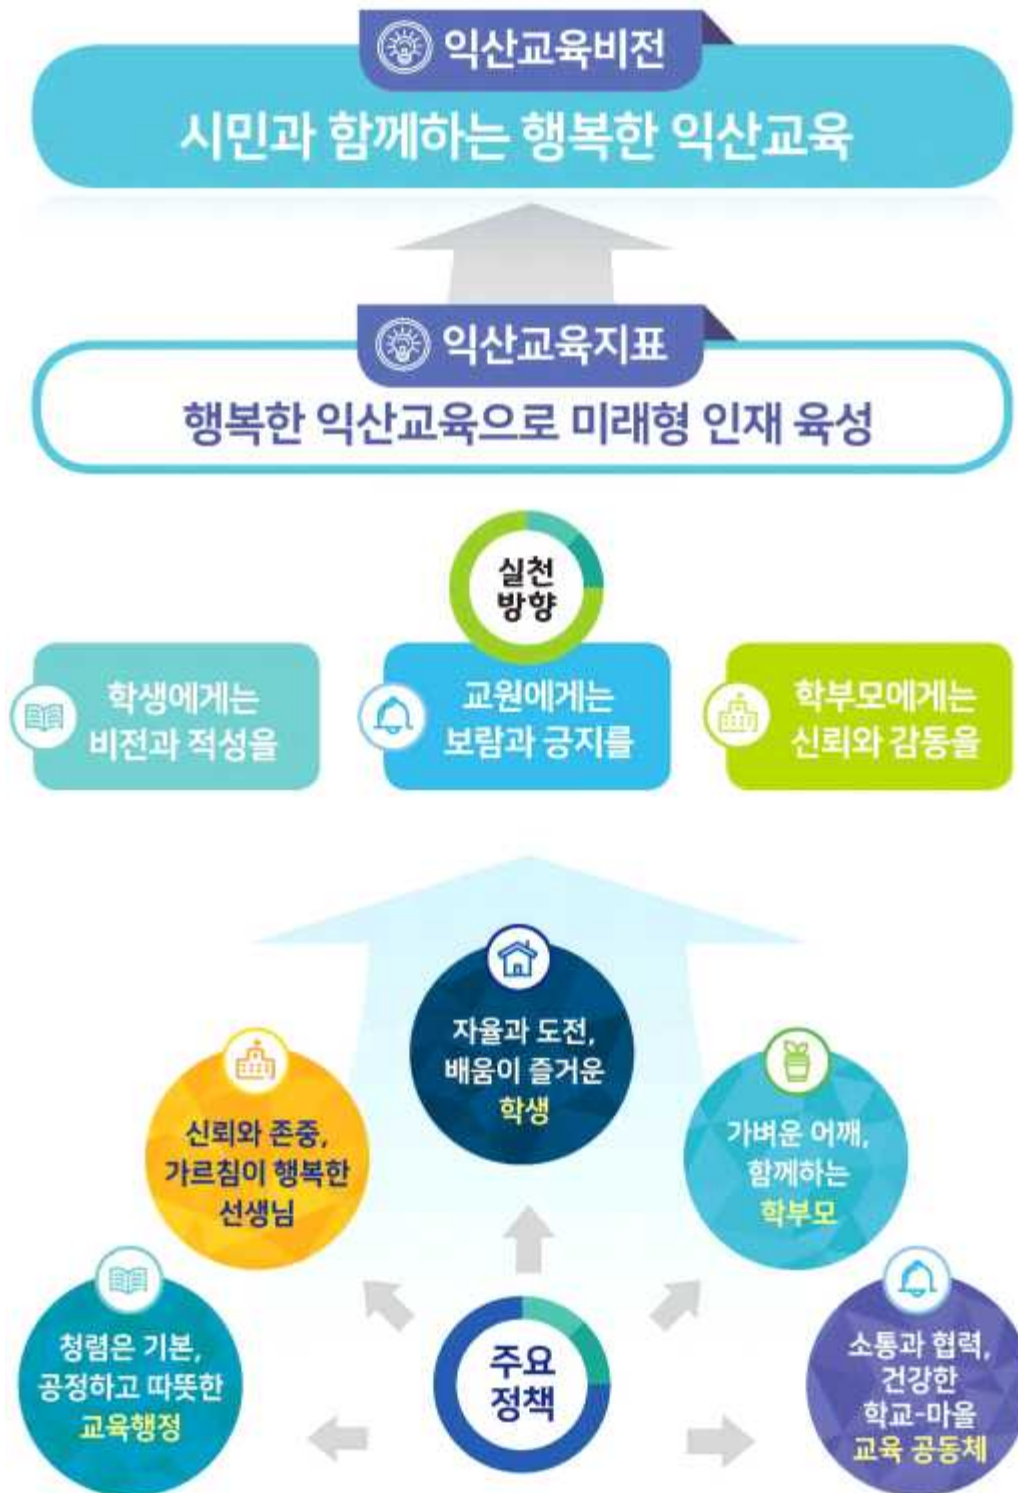 익산교육비전
시민과 함께하는 행복한 익산교육
익산교육지표
행복한 익산교육으로 미래형 인재 육성
실천
방향
학생에게는
비전과 적성을
교원에게는
보람과 긍지를
학부모에게는
신뢰와 감동을
자율과 도전,
배움이 즐거운
학생
신뢰와 존중,
가르침이 행복한
선생님
가벼운 어깨,
함께하는
학부모
청렴은 기본,
공정하고 따뜻한
교육행정
주요
정책
소통과 협력,
건강한
학교-마을
교육 공동체